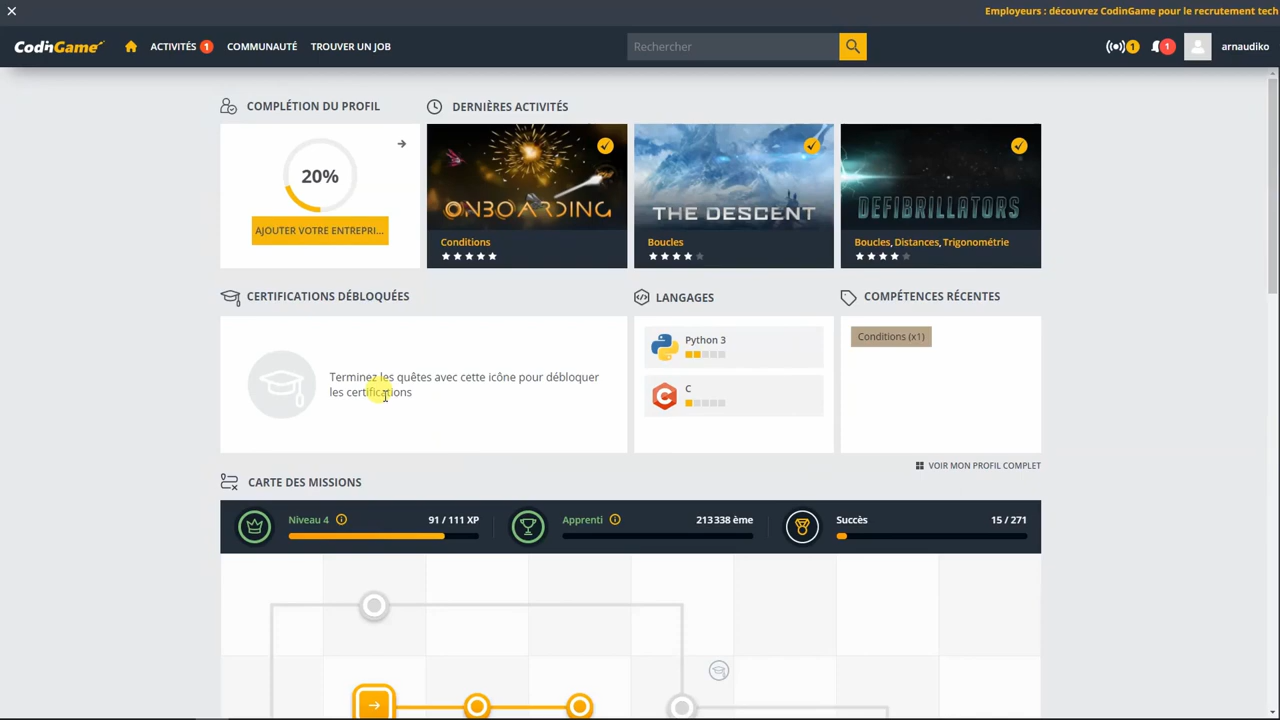 Employeurs : découvrez CodinGame pour le recrutement tech
CODINGAME
ACTIVITÉS 1
COMMUNAUTÉ
TROUVER UN JOB
Rechercher
1
1
arnaudiko
COMPLÉTION DU PROFIL
DERNIÈRES ACTIVITÉS
20%
AJOUTER VOTRE ENTREPRI...
ONBOARDING
Conditions
THE DESCENT
Boucles
DEFIBRILLATORS
Boucles, Distances, Trigonométrie
CERTIFICATIONS DÉBLOQUÉES
LANGAGES
COMPÉTENCES RÉCENTES
Terminez les quêtes avec cette icône pour débloquer
les certifications
Python 3
C
Conditions (x1)
VOIR MON PROFIL COMPLET
CARTE DES MISSIONS
Niveau 4
91 / 111 XP
Apprenti
213 338 ème
Succès
15 / 271